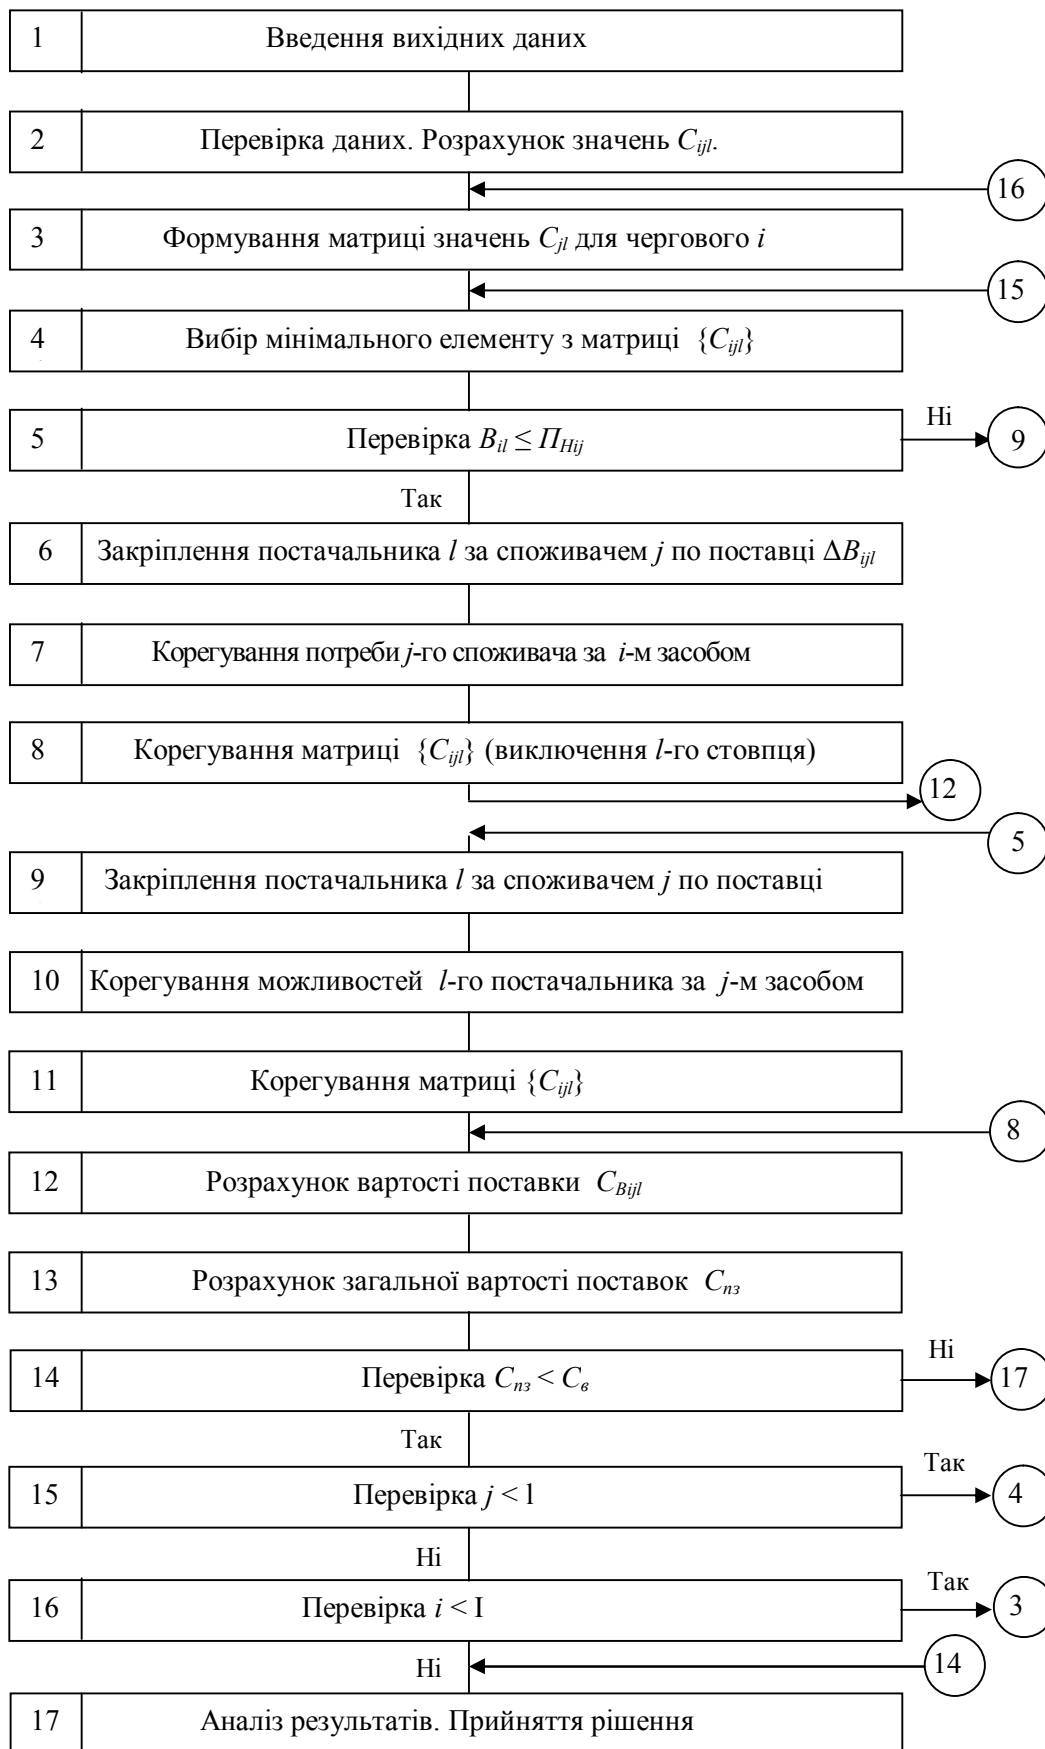 1 Введення вихідних даних
2 Перевірка даних. Розрахунок значень Cijl.
16
3 Формування матриці значень Cjl для чергового i
15
4 Вибір мінімального елементу з матриці {Cijl}
5 Перевірка Bil ≤ ПHij
Ні
9
Так
6 Закріплення постачальника l за споживачем j по поставці ΔBijl
7 Корегування потреби j-го споживача за i-м засобом
8 Корегування матриці {Cijl} (виключення l-го стовпця)
12
5
9 Закріплення постачальника l за споживачем j по поставці
10 Корегування можливостей l-го постачальника за j-м засобом
11 Корегування матриці {Cijl}
8
12 Розрахунок вартості поставки CBijl
13 Розрахунок загальної вартості поставок Cпз
14 Перевірка Cпз < Cв
Ні
17
Так
15 Перевірка j < l
Так
4
Ні
16 Перевірка i < I
Так
3
Ні
14
17 Аналіз результатів. Прийняття рішення